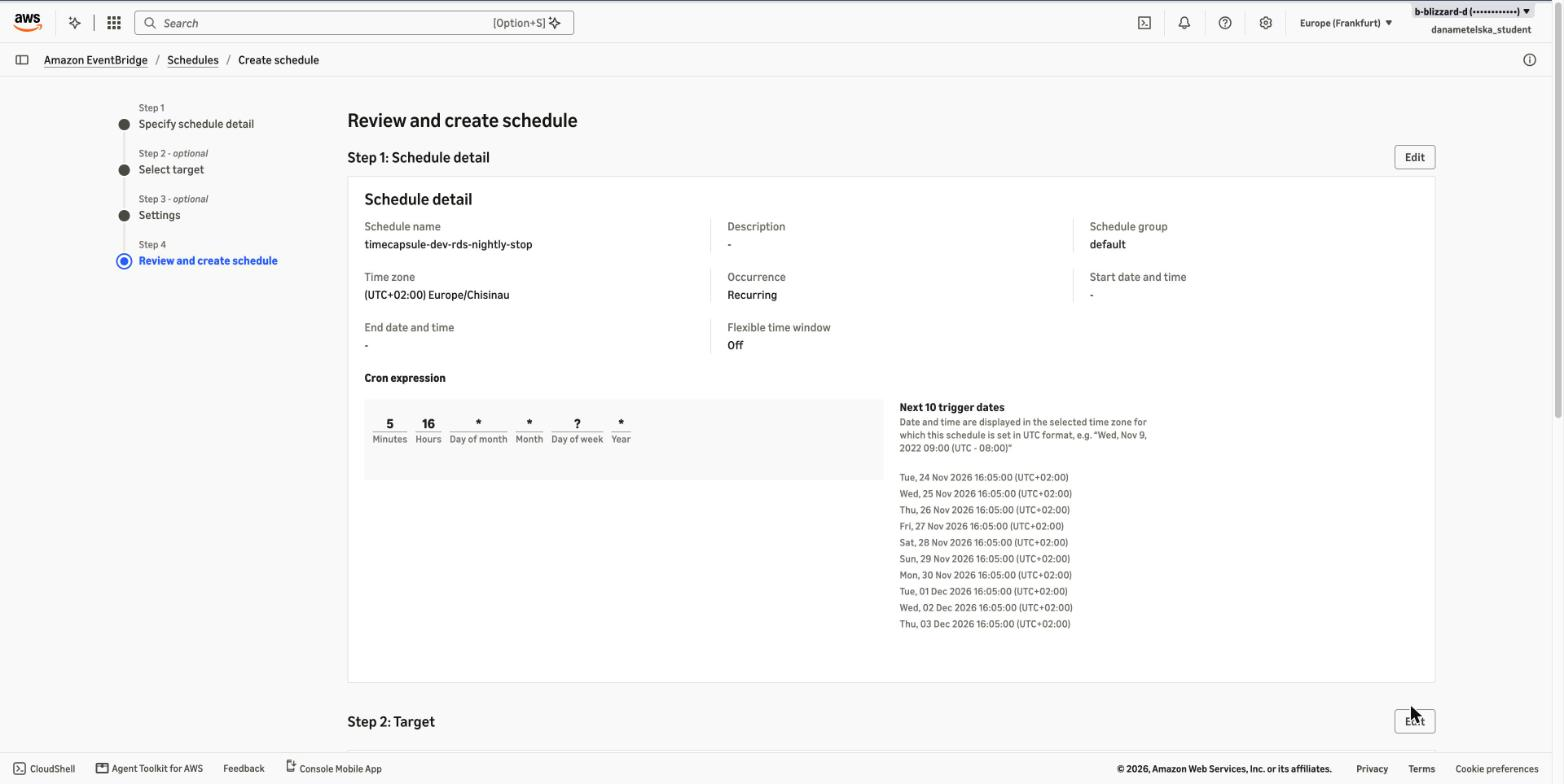 aws
Search [Option+S]
Europe (Frankfurt)
b-blizzard-d (••••••••••••)
danametelska_student
Amazon EventBridge / Schedules / Create schedule
Step 1
Specify schedule detail
Step 2 - optional
Select target
Step 3 - optional
Settings
Step 4
Review and create schedule
Review and create schedule
Step 1: Schedule detail
Edit
Schedule detail
Schedule name
timecapsule-dev-rds-nightly-stop
Description
-
Schedule group
default
Time zone
(UTC+02:00) Europe/Chisinau
Occurrence
Recurring
Start date and time
-
End date and time
-
Flexible time window
Off
Cron expression
5 16 * * ? *
Minutes Hours Day of month Month Day of week Year
Next 10 trigger dates
Date and time are displayed in the selected time zone for
which this schedule is set in UTC format, e.g. "Wed, Nov 9,
2022 09:00 (UTC - 08:00)"
Tue, 24 Nov 2026 16:05:00 (UTC+02:00)
Wed, 25 Nov 2026 16:05:00 (UTC+02:00)
Thu, 26 Nov 2026 16:05:00 (UTC+02:00)
Fri, 27 Nov 2026 16:05:00 (UTC+02:00)
Sat, 28 Nov 2026 16:05:00 (UTC+02:00)
Sun, 29 Nov 2026 16:05:00 (UTC+02:00)
Mon, 30 Nov 2026 16:05:00 (UTC+02:00)
Tue, 01 Dec 2026 16:05:00 (UTC+02:00)
Wed, 02 Dec 2026 16:05:00 (UTC+02:00)
Thu, 03 Dec 2026 16:05:00 (UTC+02:00)
Step 2: Target
Edit
CloudShell Agent Toolkit for AWS Feedback Console Mobile App
© 2026, Amazon Web Services, Inc. or its affiliates. Privacy Terms Cookie preferences